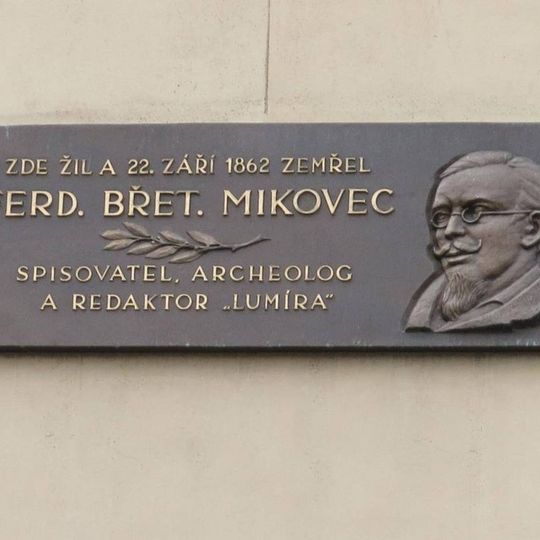 ZDE ŽIL A 22. ZÁŘÍ 1862 ZEMŘEL
FERD. BŘET. MIKOVEC
SPISOVATEL, ARCHEOLOG
A REDAKTOR „LUMÍRA“